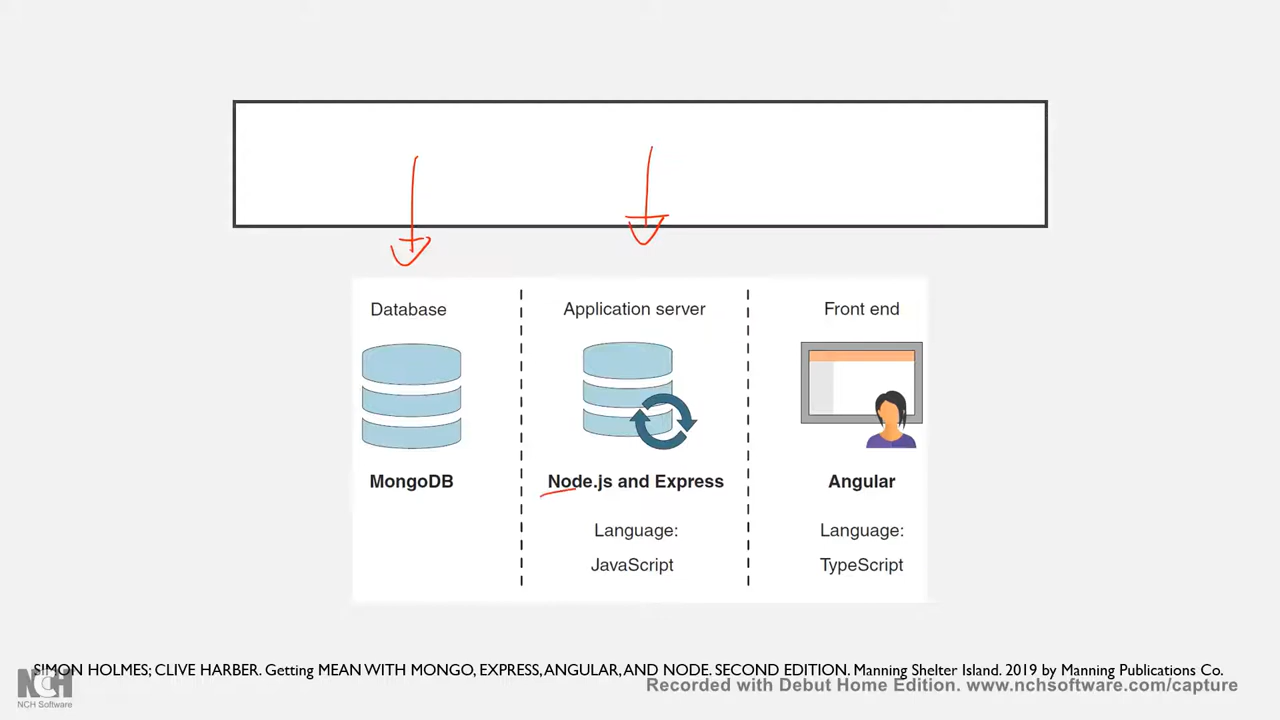 Database
Application server
Front end
MongoDB
Node.js and Express
Angular
Language:
JavaScript
Language:
TypeScript
SIMON HOLMES; CLIVE HARBER. Getting MEAN WITH MONGO, EXPRESS, ANGULAR, AND NODE. SECOND EDITION. Manning Shelter Island. 2019 by Manning Publications Co.
NCH
NCH Software
Recorded with Debut Home Edition. www.nchsoftware.com/capture